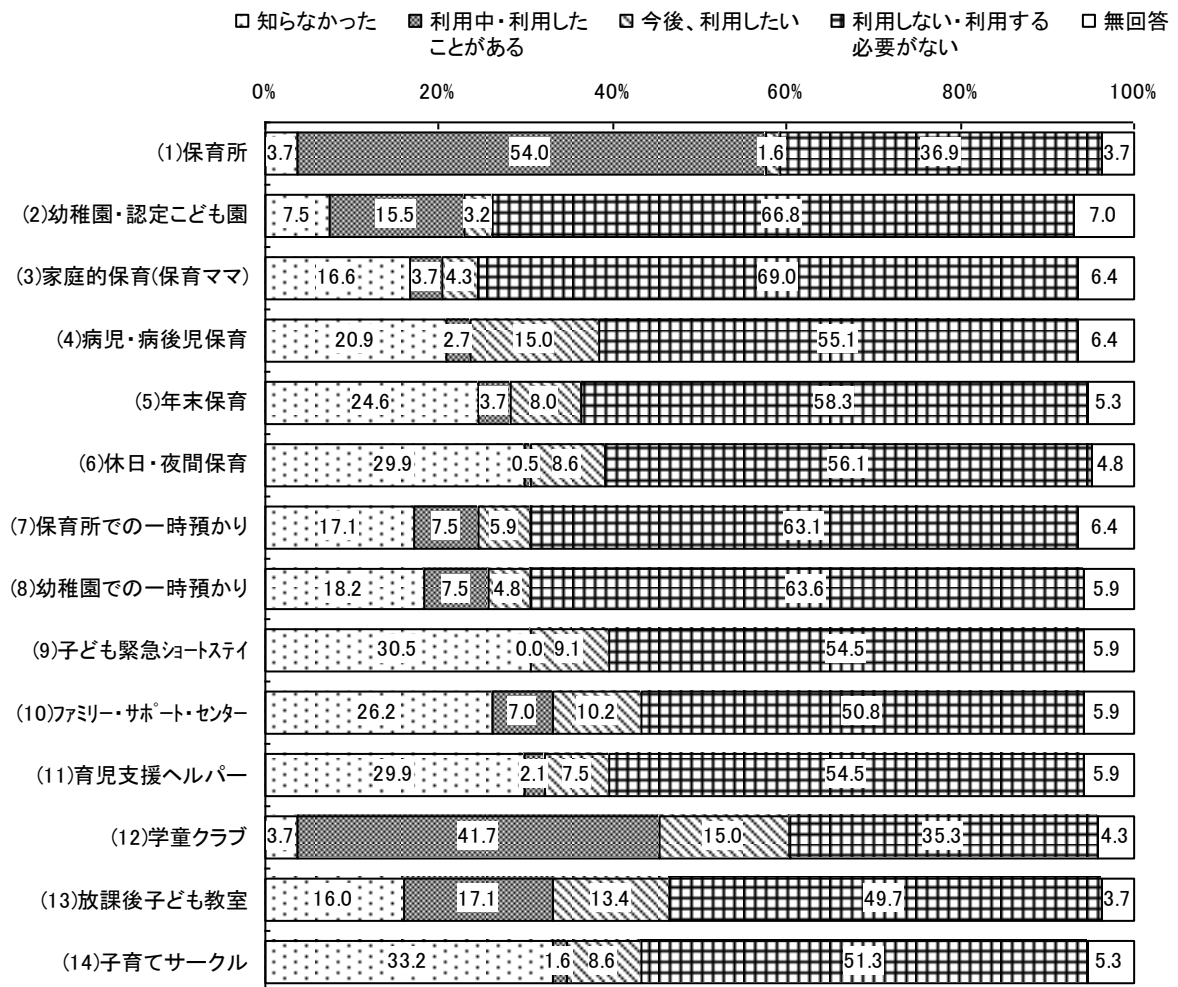 知らなかった 利用中・利用した 今後、利用したい 利用しない・利用する 無回答
ことがある 必要がない
0% 20% 40% 60% 80% 100%
(1)保育所 3.7 54.0 1.6 36.9 3.7
(2)幼稚園・認定こども園 7.5 15.5 3.2 66.8 7.0
(3)家庭的保育(保育ママ) 16.6 3.7 4.3 69.0 6.4
(4)病児・病後児保育 20.9 2.7 15.0 55.1 6.4
(5)年末保育 24.6 3.7 8.0 58.3 5.3
(6)休日・夜間保育 29.9 0.5 8.6 56.1 4.8
(7)保育所での一時預かり 17.1 7.5 5.9 63.1 6.4
(8)幼稚園での一時預かり 18.2 7.5 4.8 63.6 5.9
(9)子ども緊急ショートステイ 30.5 0.0 9.1 54.5 5.9
(10)ファミリー・サポート・センター 26.2 7.0 10.2 50.8 5.9
(11)育児支援ヘルパー 29.9 2.1 7.5 54.5 5.9
(12)学童クラブ 3.7 41.7 15.0 35.3 4.3
(13)放課後子ども教室 16.0 17.1 13.4 49.7 3.7
(14)子育てサークル 33.2 1.6 8.6 51.3 5.3